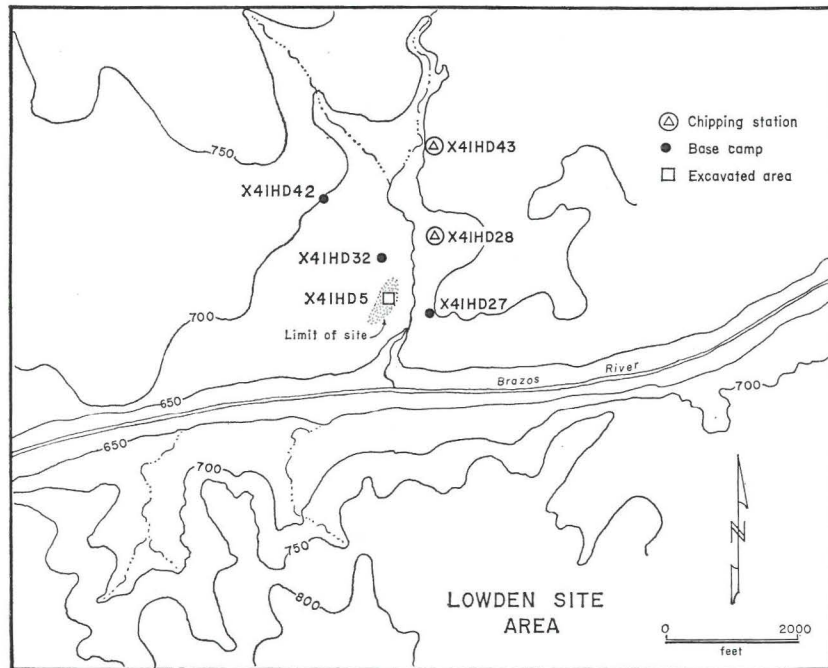 750
Chipping station
X41HD43
Base camp
Excavated area
X41HD42
X41HD28
X41HD32
X41HD5
X41HD27
700
Limit of site
Brazos River
650
700
650
700
N
750
800
LOWDEN SITE
AREA
0 2000
feet